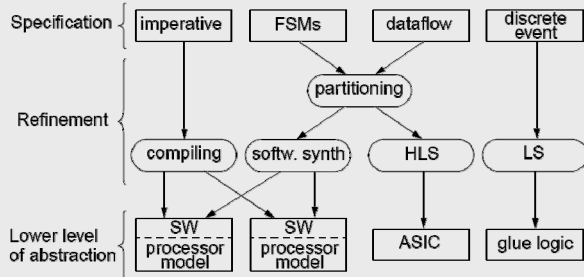 Specification
imperative
FSMs
dataflow
discrete
event
partitioning
Refinement
compiling
softw. synth
HLS
LS
Lower level
of abstraction
SW
processor
model
SW
processor
model
ASIC
glue logic